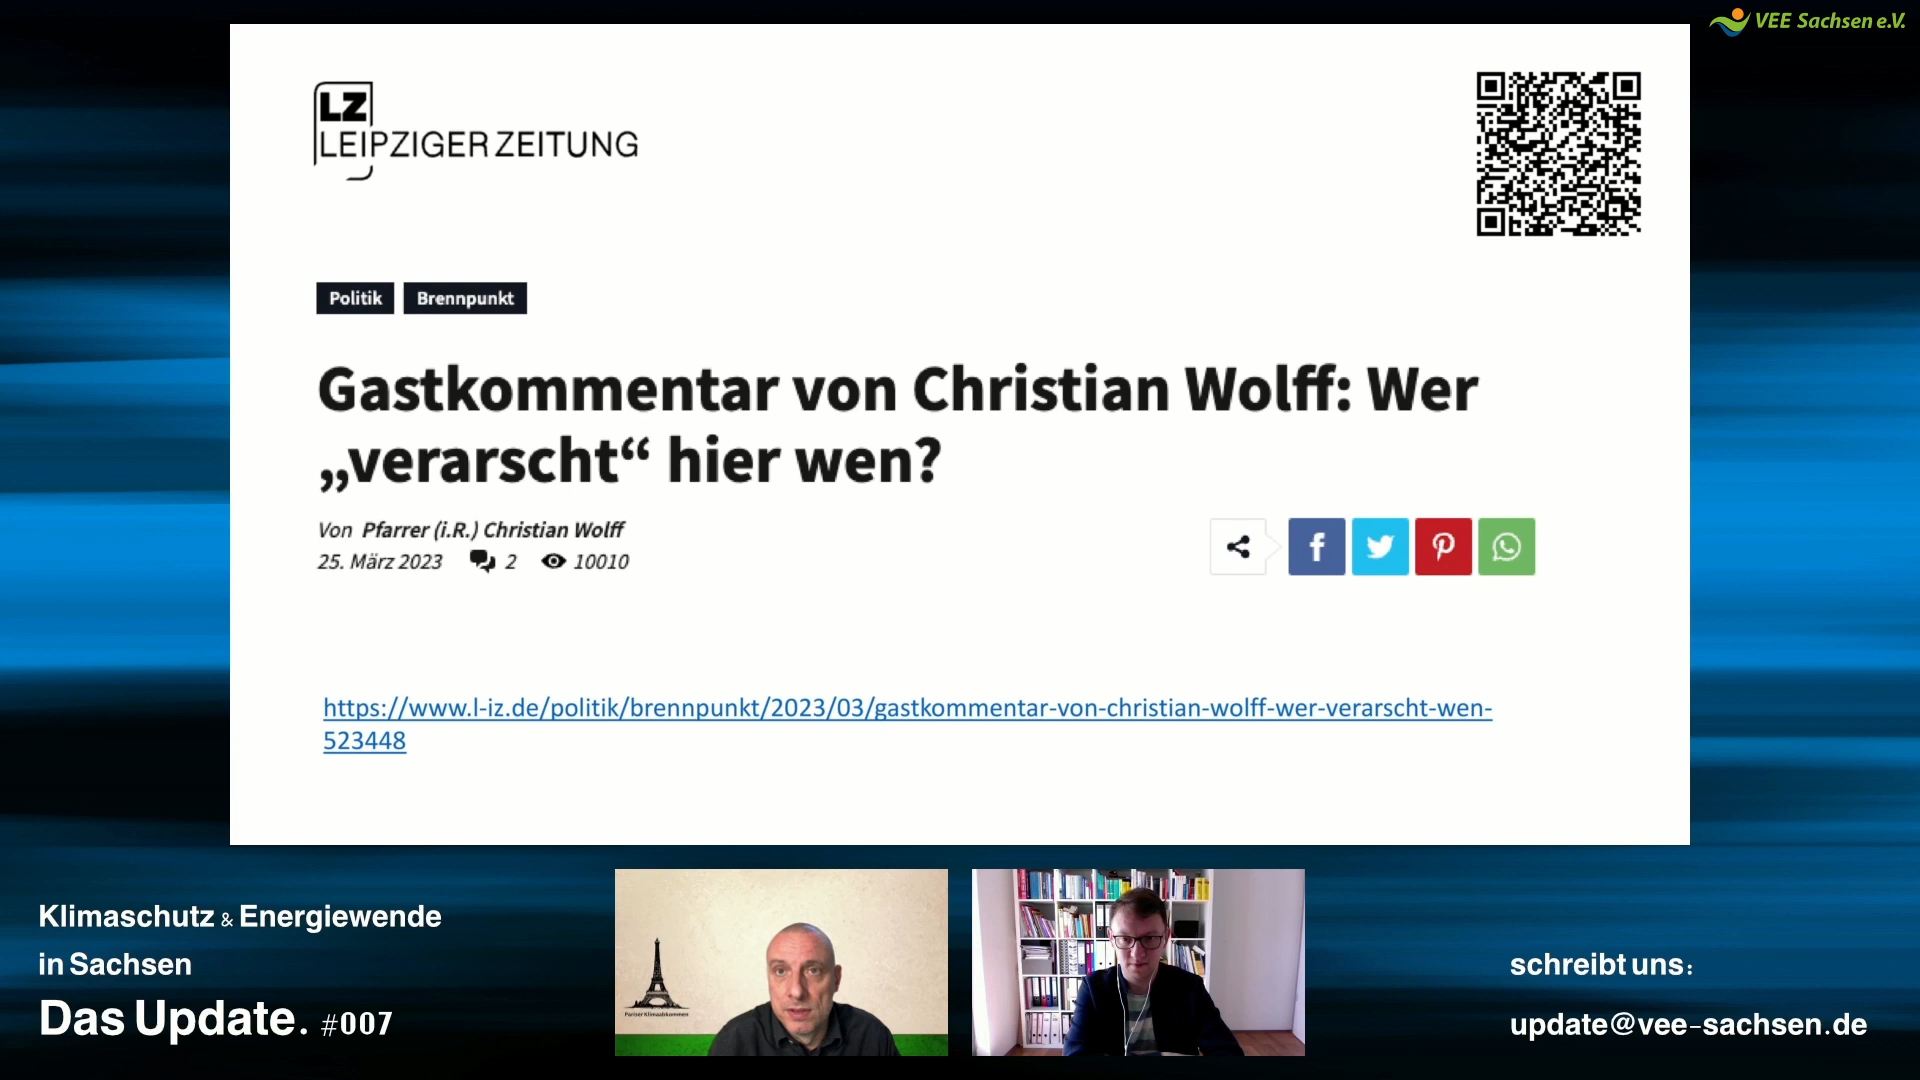 VEE Sachsen e.V.
LZ
LEIPZIGER ZEITUNG
Politik
Brennpunkt
Gastkommentar von Christian Wolff: Wer
„verarscht“ hier wen?
Von Pfarrer (i.R.) Christian Wolff
25. März 2023 2 10010
https://www.l-iz.de/politik/brennpunkt/2023/03/gastkommentar-von-christian-wolff-wer-verarscht-wen-
523448
Klimaschutz & Energiewende
in Sachsen
Das Update. #007
Pariser Klimaabkommen
schreibt uns:
update@vee-sachsen.de